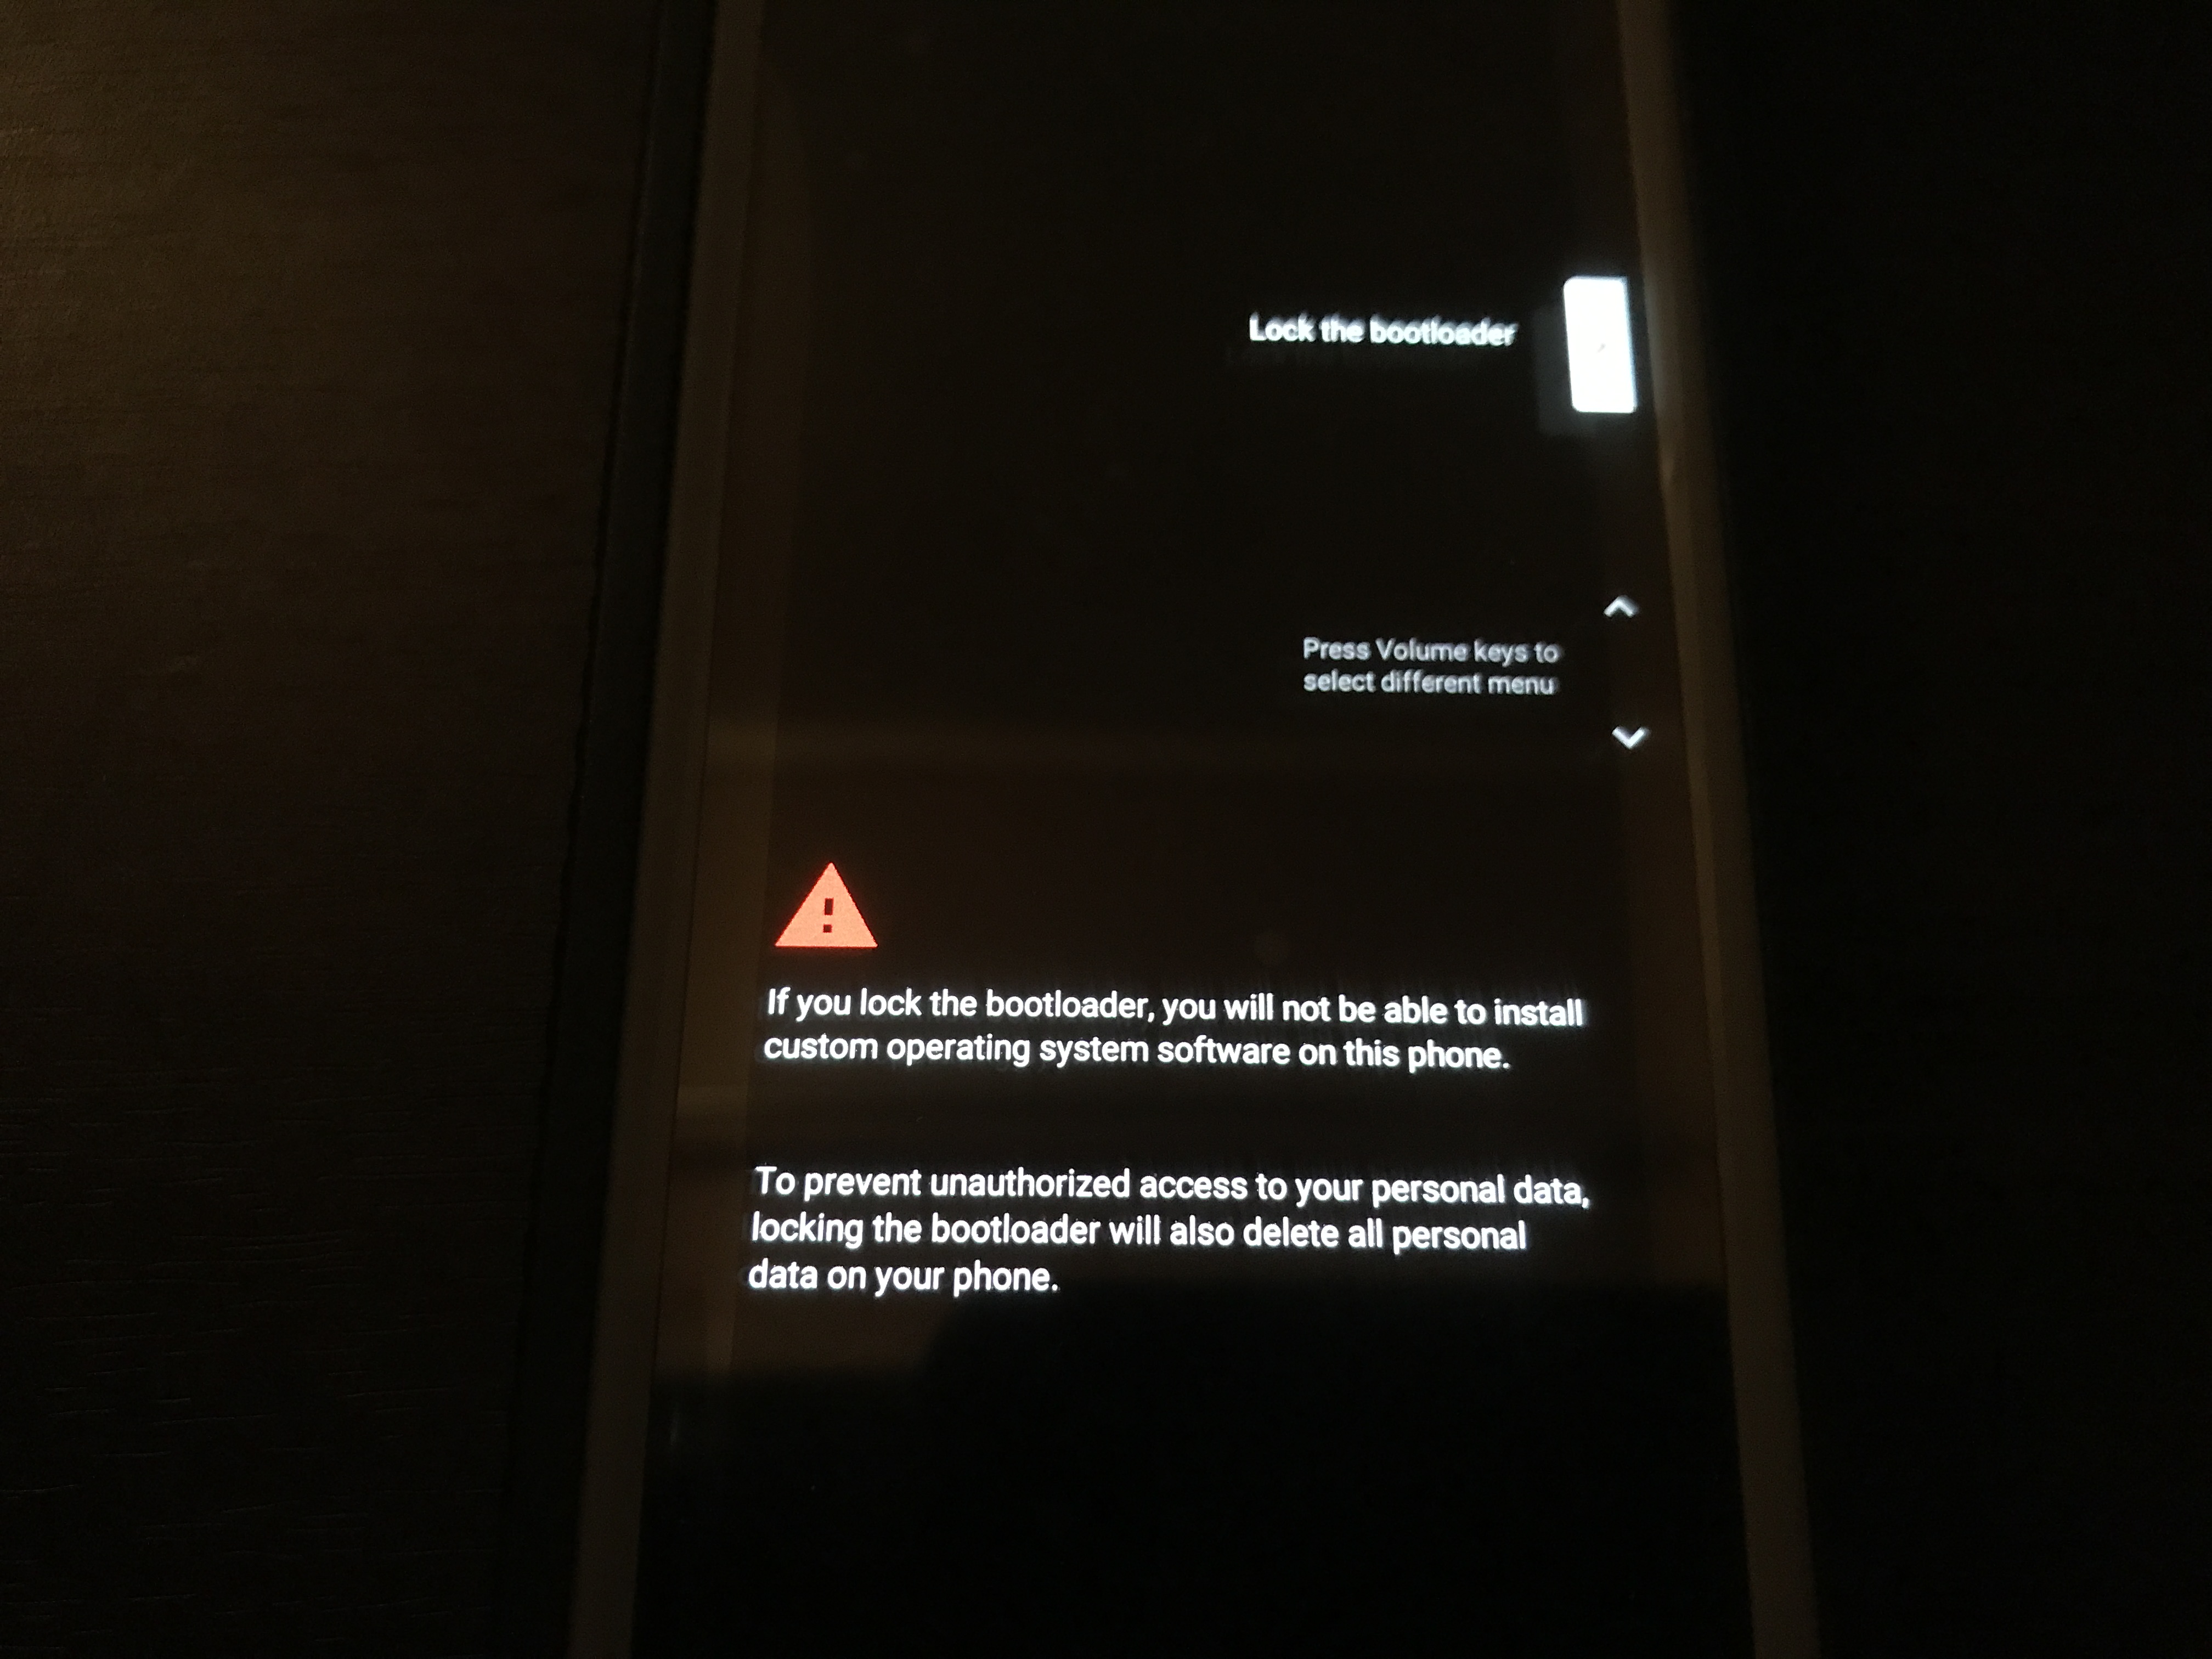 Lock the bootloader
Press Volume keys to
select different menu
If you lock the bootloader, you will not be able to install
custom operating system software on this phone.
To prevent unauthorized access to your personal data,
locking the bootloader will also delete all personal
data on your phone.